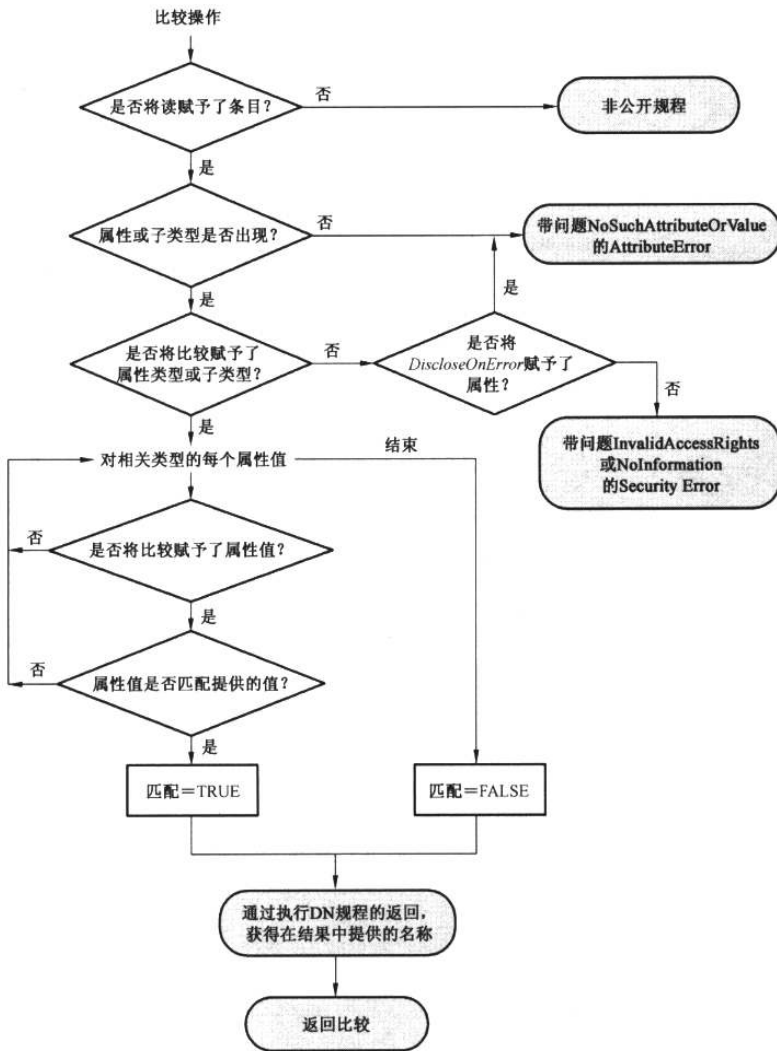 比较操作
是否将读赋予了条目？
否
非公开规程
是
属性或子类型是否出现？
否
带问题NoSuchAttributeOrValue
的AttributeError
是
是
是否将比较赋予了
属性类型或子类型？
否
是否将
DiscloseOnError赋予了
属性？
否
是
带问题InvalidAccessRights
或NoInformation
的Security Error
对相关类型的每个属性值
结束
否
是否将比较赋予了属性值？
是
否
属性值是否匹配提供的值？
是
匹配＝TRUE
匹配＝FALSE
通过执行DN规程的返回，
获得在结果中提供的名称
返回比较